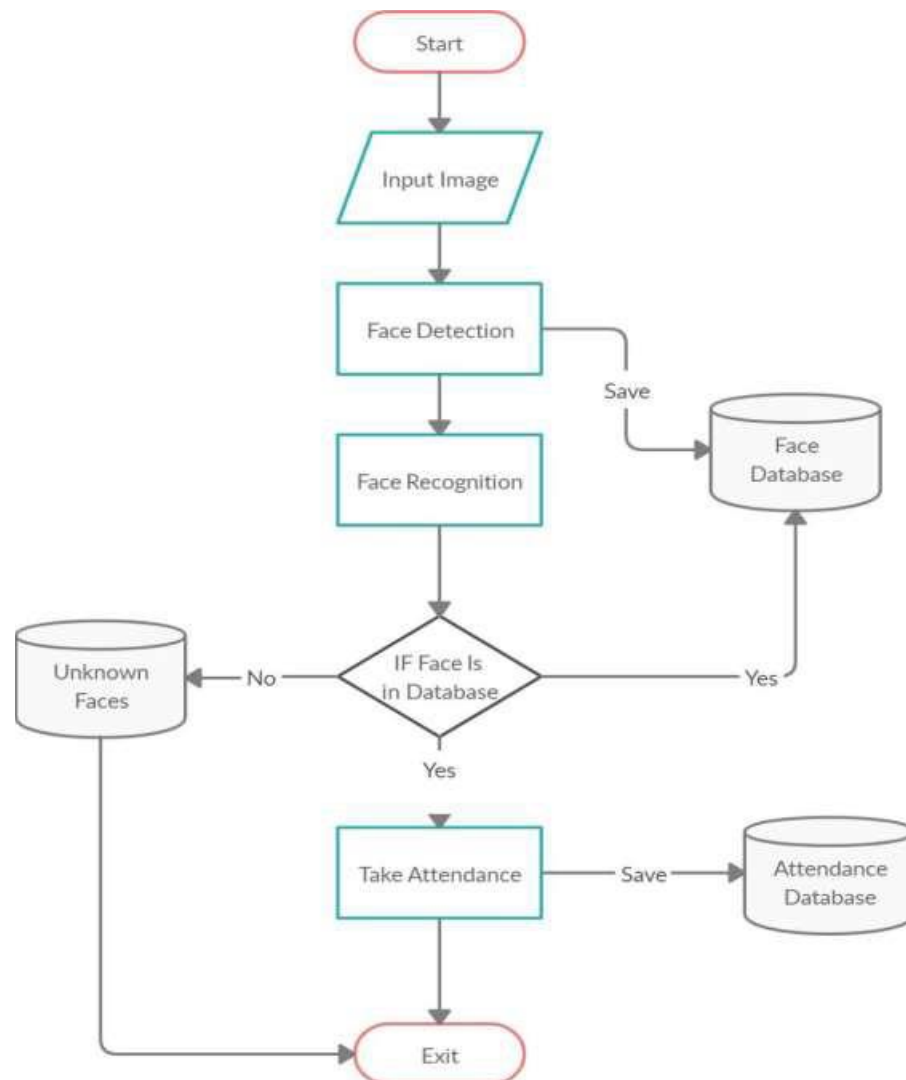 Start
Input Image
Face Detection
Save
Face
Database
Face Recognition
IF Face Is
in Database
No
Unknown
Faces
Yes
Yes
Take Attendance
Save
Attendance
Database
Exit